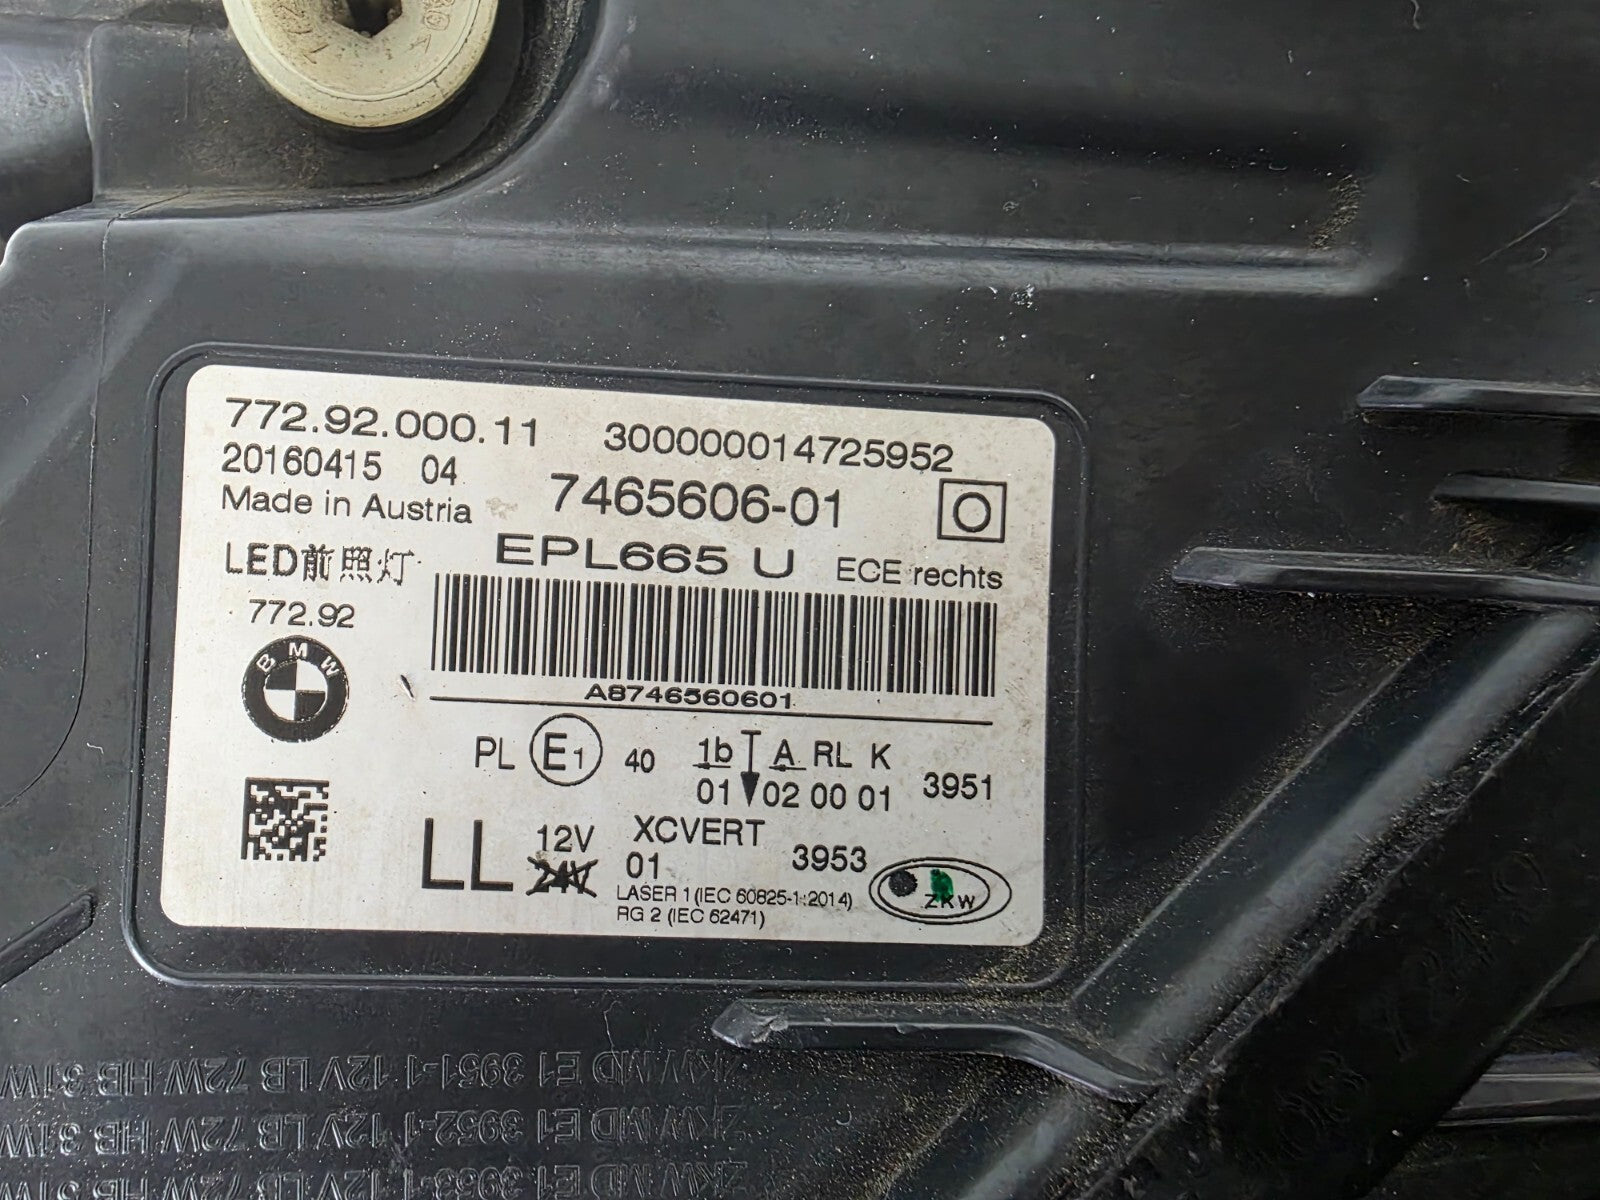 772.92.000.11 300000014725952
20160415 04 7465606-01 O
Made in Austria
LED前照灯 EPL665 U ECE rechts
772.92
BMW
A8746560601
PL E1 40 1b A RL K 3951
01 02 00 01
LL 12V XCVERT
24V 01 3953
LASER 1 (IEC 60825-1:2014)
RG 2 (IEC 62471)
ZKW
ZKW MD E1 3951-1 12V LB 72W HB 31W
ZKW MD E1 3952-1 12V LB 72W HB 31W
ZKW MD E1 3953-1 12V LB 72W HB 31W